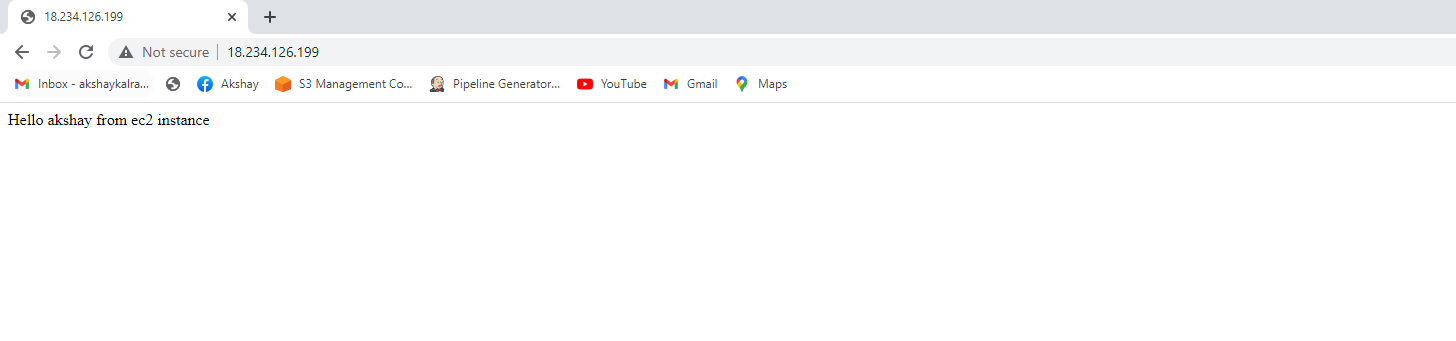 18.234.126.199
Not secure 18.234.126.199
Inbox - akshaykalra... Akshay S3 Management Co... Pipeline Generator... YouTube Gmail Maps
Hello akshay from ec2 instance